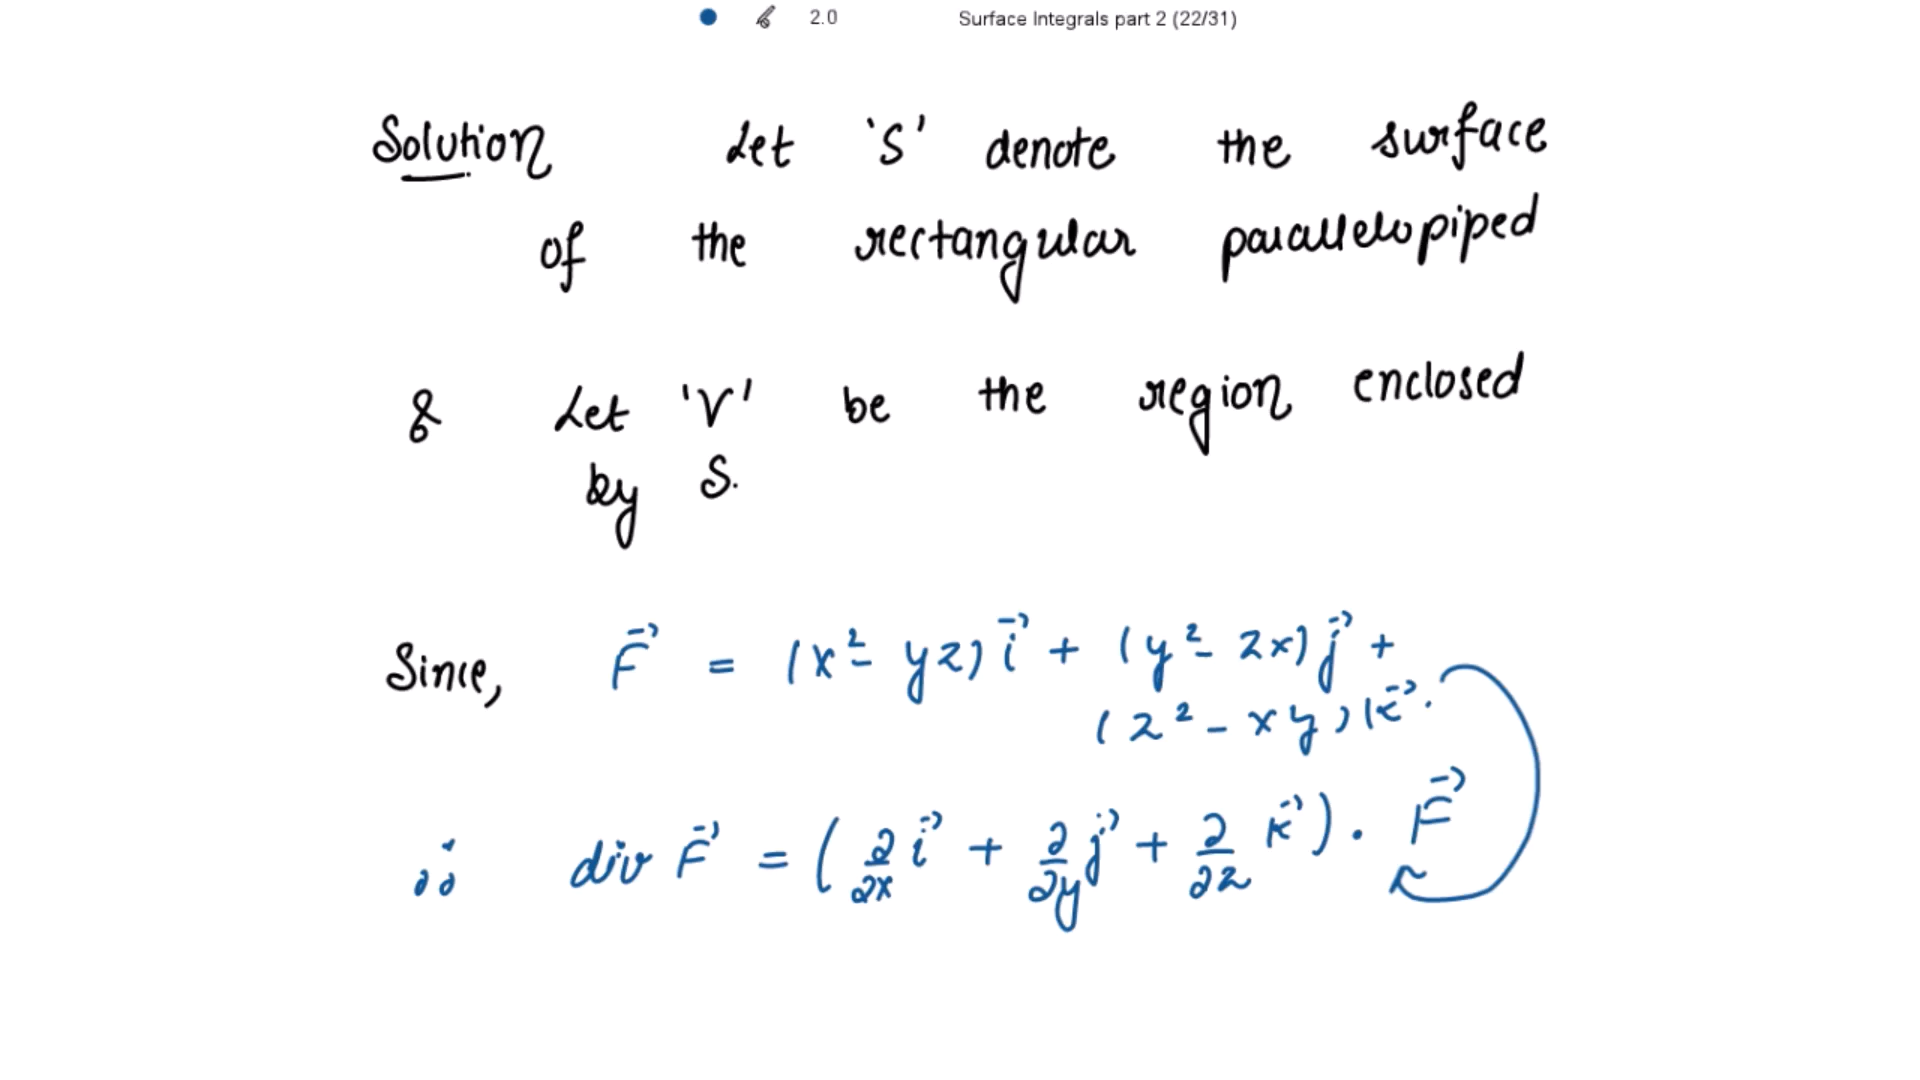 2.0 Surface Integrals part 2 (22/31)
Solution Let 'S' denote the surface
of the rectangular parallelopiped
& Let 'V' be the region enclosed
by S.
Since, F⃗ = (x² - yz) i⃗ + (y² - zx) j⃗ +
(z² - xy) k⃗.
∴ div F⃗ = (∂/∂x i⃗ + ∂/∂y j⃗ + ∂/∂z k⃗) . F⃗